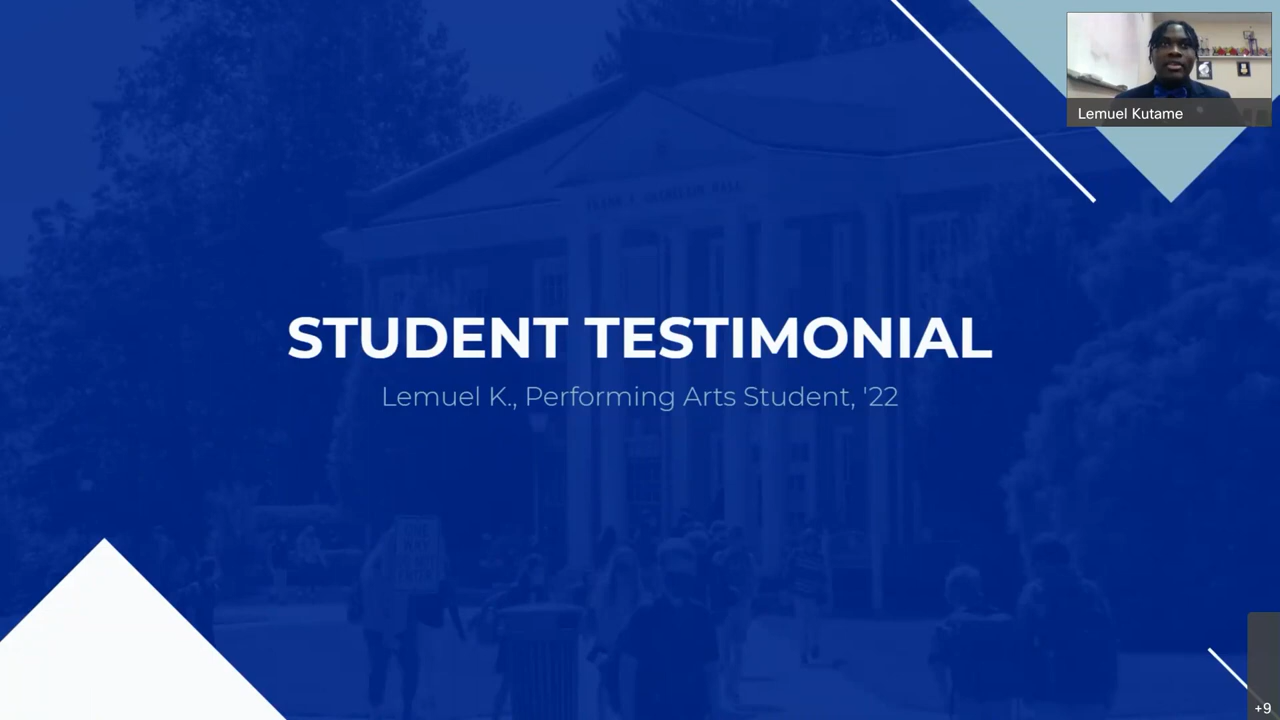 Lemuel Kutame
STUDENT TESTIMONIAL
Lemuel K., Performing Arts Student, '22
+9